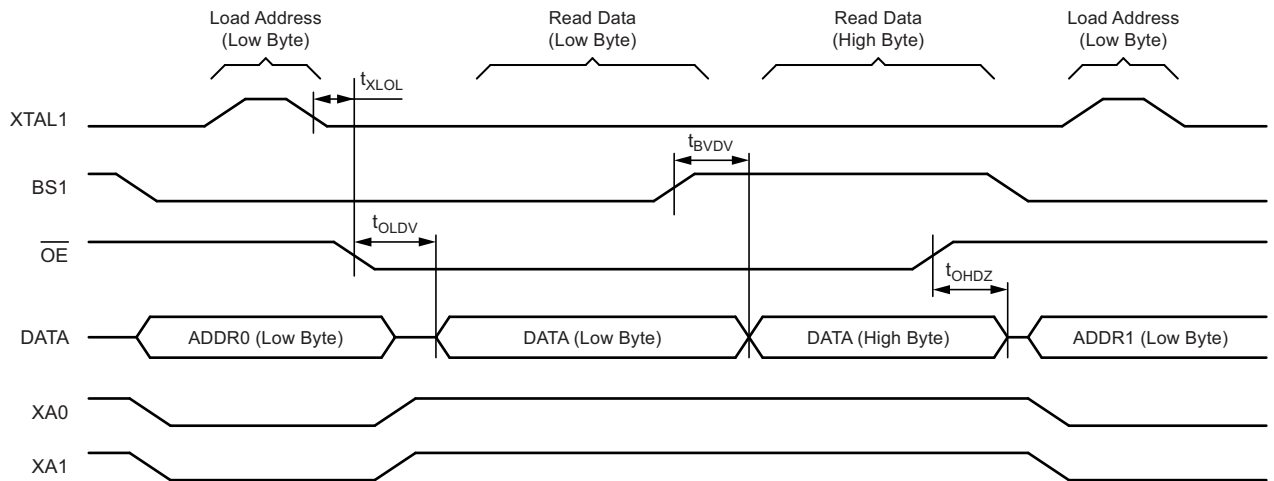 Load Address
(Low Byte)
Read Data
(Low Byte)
Read Data
(High Byte)
Load Address
(Low Byte)
tXLOL
XTAL1
tBVDV
BS1
tOLDV
OE
tOHDZ
DATA
ADDR0 (Low Byte)
DATA (Low Byte)
DATA (High Byte)
ADDR1 (Low Byte)
XA0
XA1